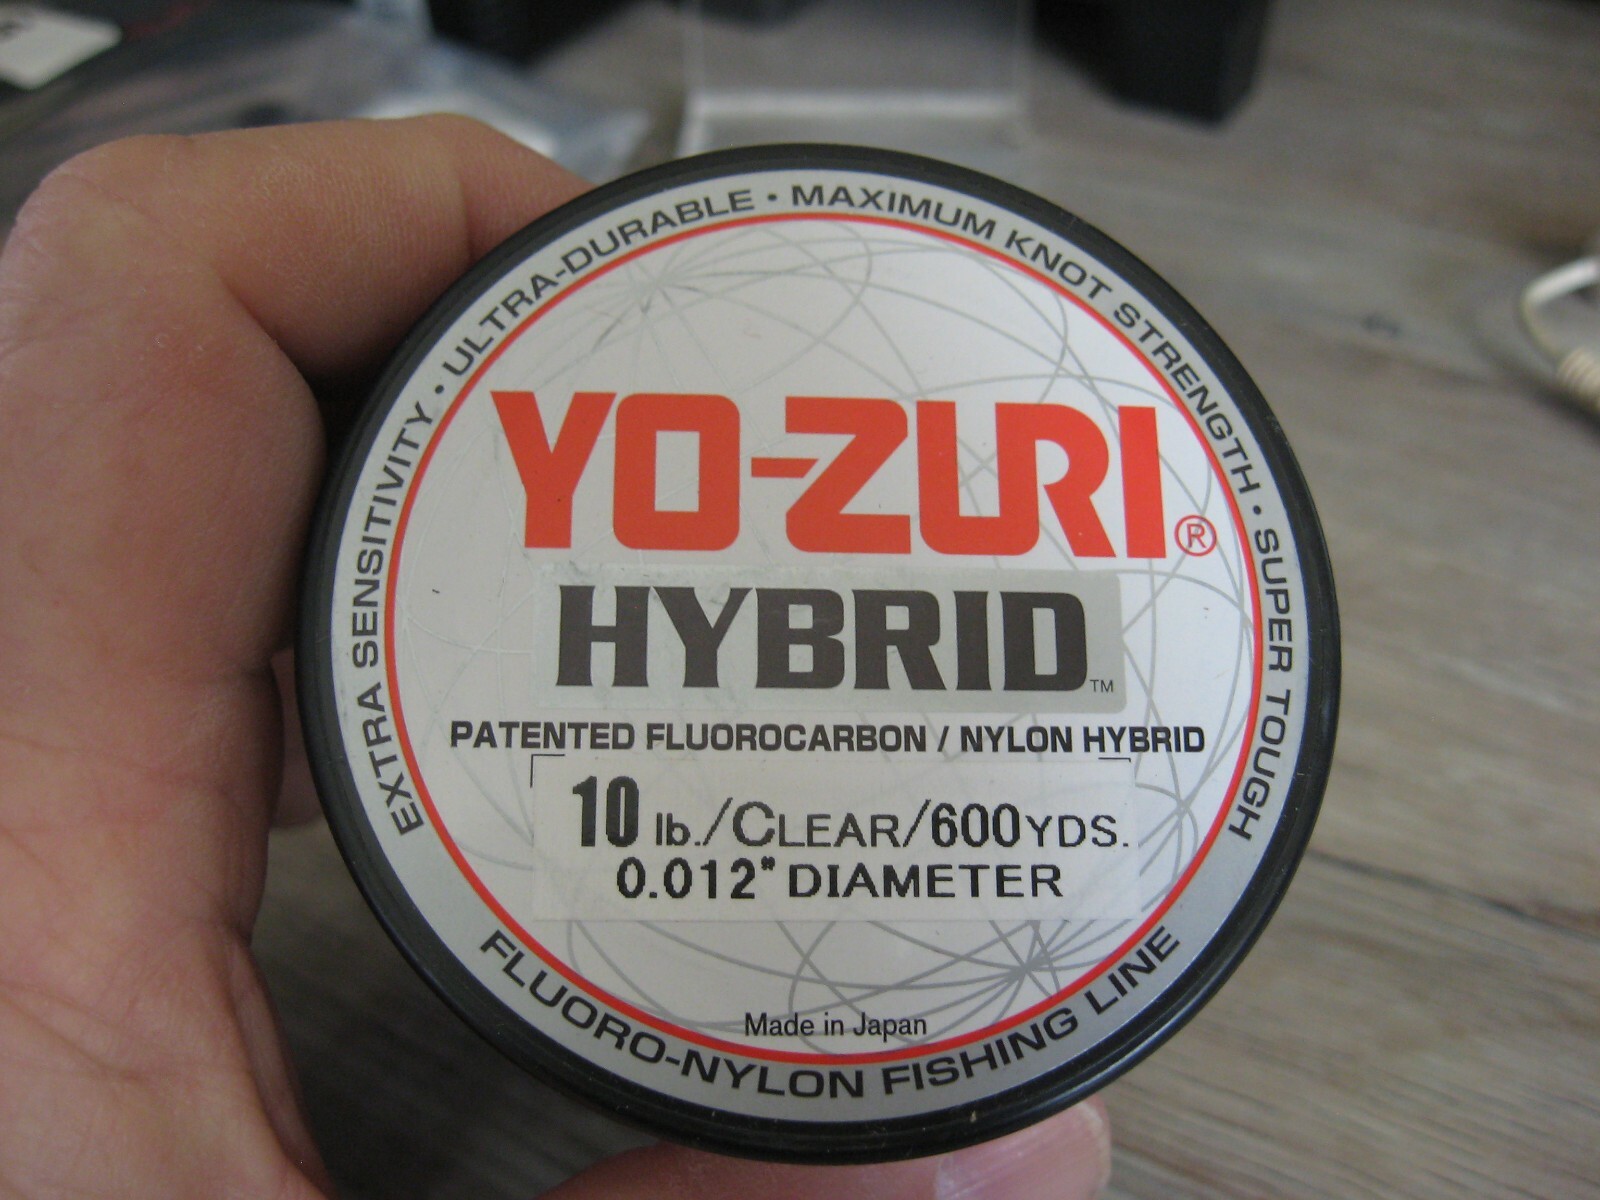 EXTRA SENSITIVITY • ULTRA-DURABLE • MAXIMUM KNOT STRENGTH • SUPER TOUGH
YO-ZURI®
HYBRID™
PATENTED FLUOROCARBON / NYLON HYBRID
10 lb./CLEAR/600YDS.
0.012" DIAMETER
Made in Japan
FLUORO-NYLON FISHING LINE